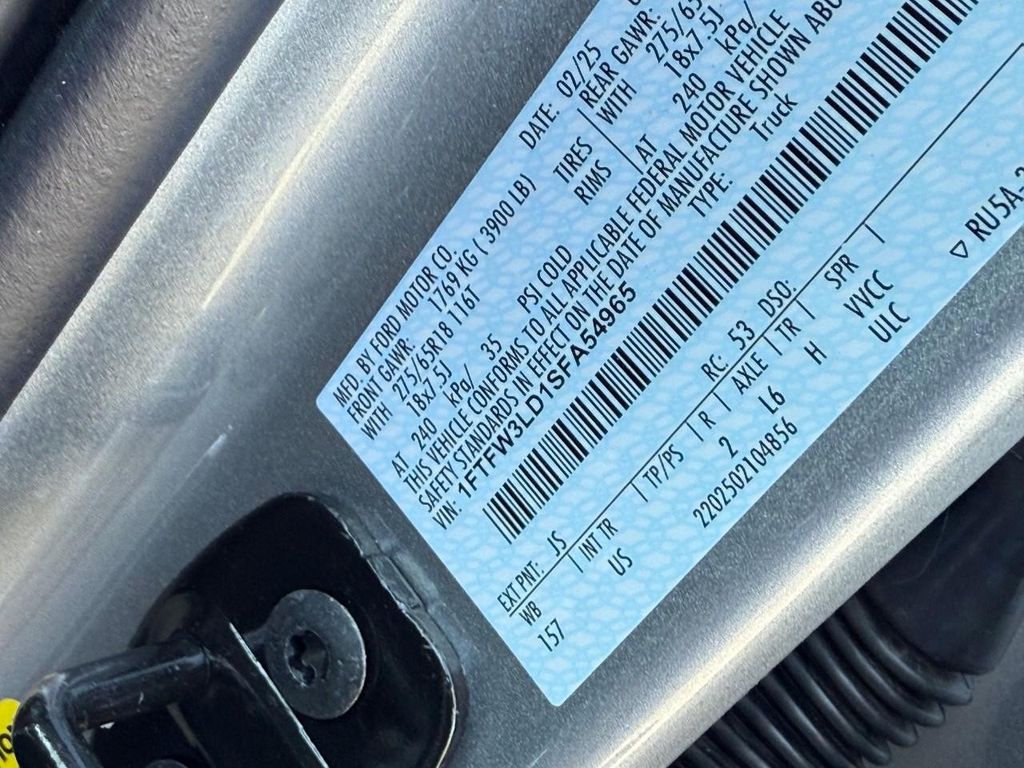 MFD. BY FORD MOTOR CO. DATE: 02/25
FRONT GAWR: 1769 KG ( 3900 LB) REAR GAWR:
WITH 275/65R18 116T TIRES WITH 275/65
18x7.5J RIMS 18x7.5J
AT 240 kPa/ 35 PSI COLD AT 240 kPa/
THIS VEHICLE CONFORMS TO ALL APPLICABLE FEDERAL MOTOR VEHICLE
SAFETY STANDARDS IN EFFECT ON THE DATE OF MANUFACTURE SHOWN
VIN: 1FTFW3LD1SFA54965 TYPE: Truck
EXT PNT: JS RC: 53 DSO:
WB INT TR TP/PS R AXLE TR SPR
157 US 2 L6 H VVCC
2202502104856 ULC
RU5A-